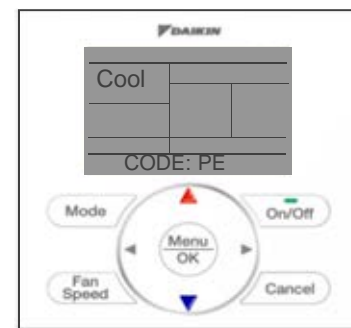 DAIKIN
Cool
CODE: PE
Mode
On/Off
Menu
OK
Fan
Speed
Cancel